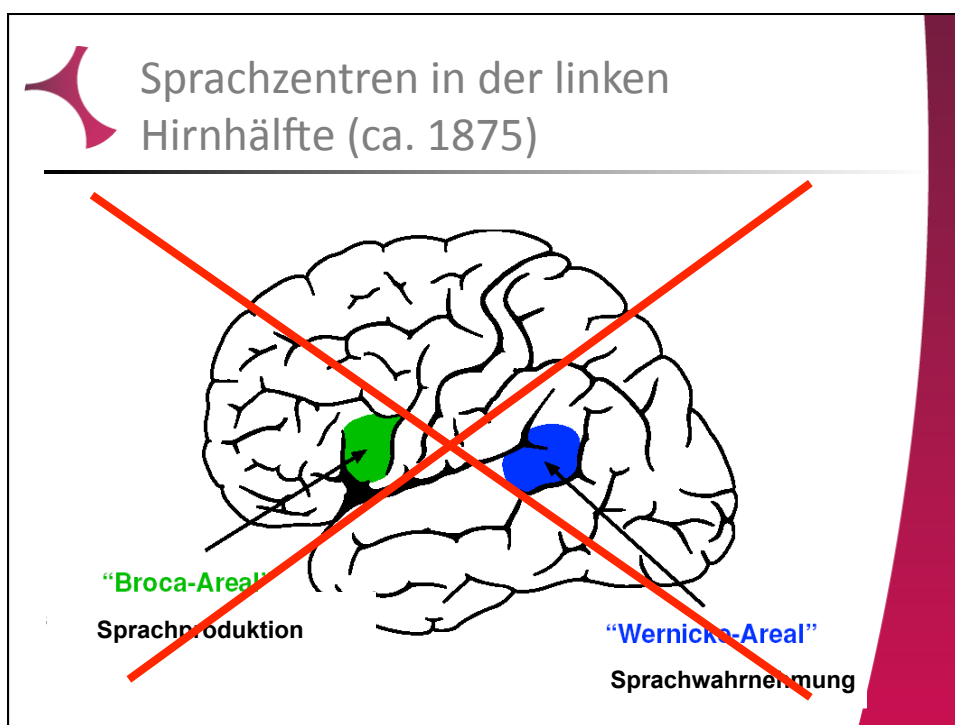 Sprachzentren in der linken
Hirnhälfte (ca. 1875)
“Broca-Areal”
Sprachproduktion
“Wernicke-Areal”
Sprachwahrnehmung